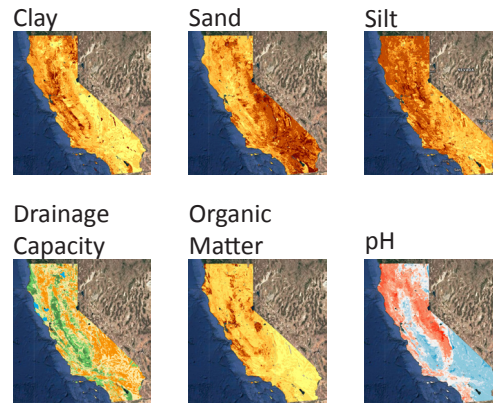 Clay
Sand
Silt
Drainage
Capacity
Organic
Matter
pH